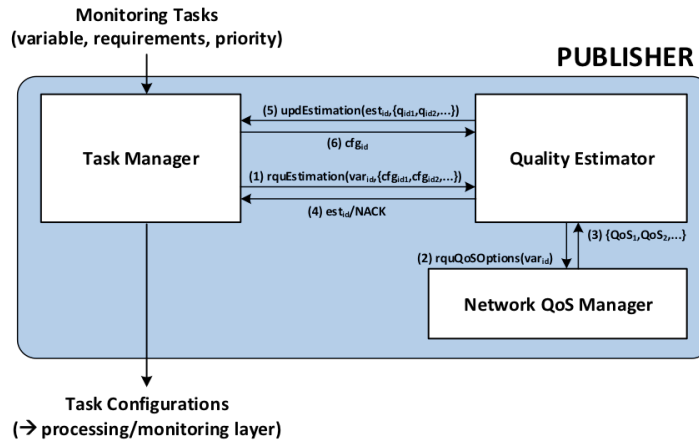 Monitoring Tasks
(variable, requirements, priority)
PUBLISHER
Task Manager
(5) updEstimation(est_id,{q_id1,q_id2,...})
(6) cfg_id
(1) rquEstimation(var_id,{cfg_id1,cfg_id2,...})
(4) est_id/NACK
Quality Estimator
(3) {QoS_1,QoS_2,...}
(2) rquQoSOptions(var_id)
Network QoS Manager
Task Configurations
(→ processing/monitoring layer)